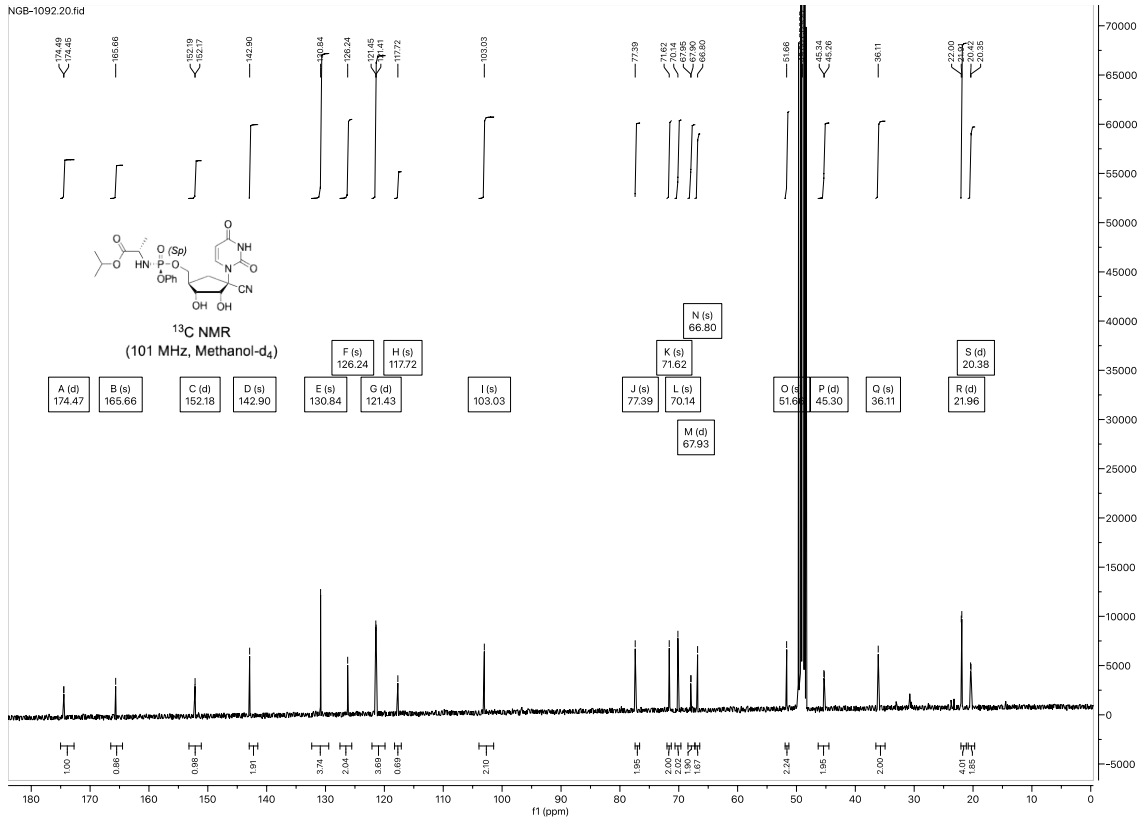 NGB-1092.20.fid
174.49
174.45
165.66
152.19
152.17
142.90
130.84
126.24
121.45
121.41
117.72
103.03
77.39
71.62
70.14
67.95
67.90
66.80
51.66
45.34
45.26
36.11
22.00
21.91
20.42
20.35
70000
65000
60000
55000
50000
45000
40000
35000
30000
25000
20000
15000
10000
5000
0
-5000
O
O
NH
(Sp)
O
O
HN
P
O
N
O
O
OPh
CN
OH
OH
13C NMR
(101 MHz, Methanol-d4)
N (s)
66.80
F (s)
126.24
H (s)
117.72
K (s)
71.62
S (d)
20.38
A (d)
174.47
B (s)
165.66
C (d)
152.18
D (s)
142.90
E (s)
130.84
G (d)
121.43
I (s)
103.03
J (s)
77.39
L (s)
70.14
O (s)
51.66
P (d)
45.30
Q (s)
36.11
R (d)
21.96
M (d)
67.93
1.00
0.86
0.98
1.91
3.74
2.04
3.69
0.69
2.10
1.95
2.00
2.02
1.90
1.67
2.24
1.95
2.00
4.01
1.85
180 170 160 150 140 130 120 110 100 90 80 70 60 50 40 30 20 10 0
f1 (ppm)